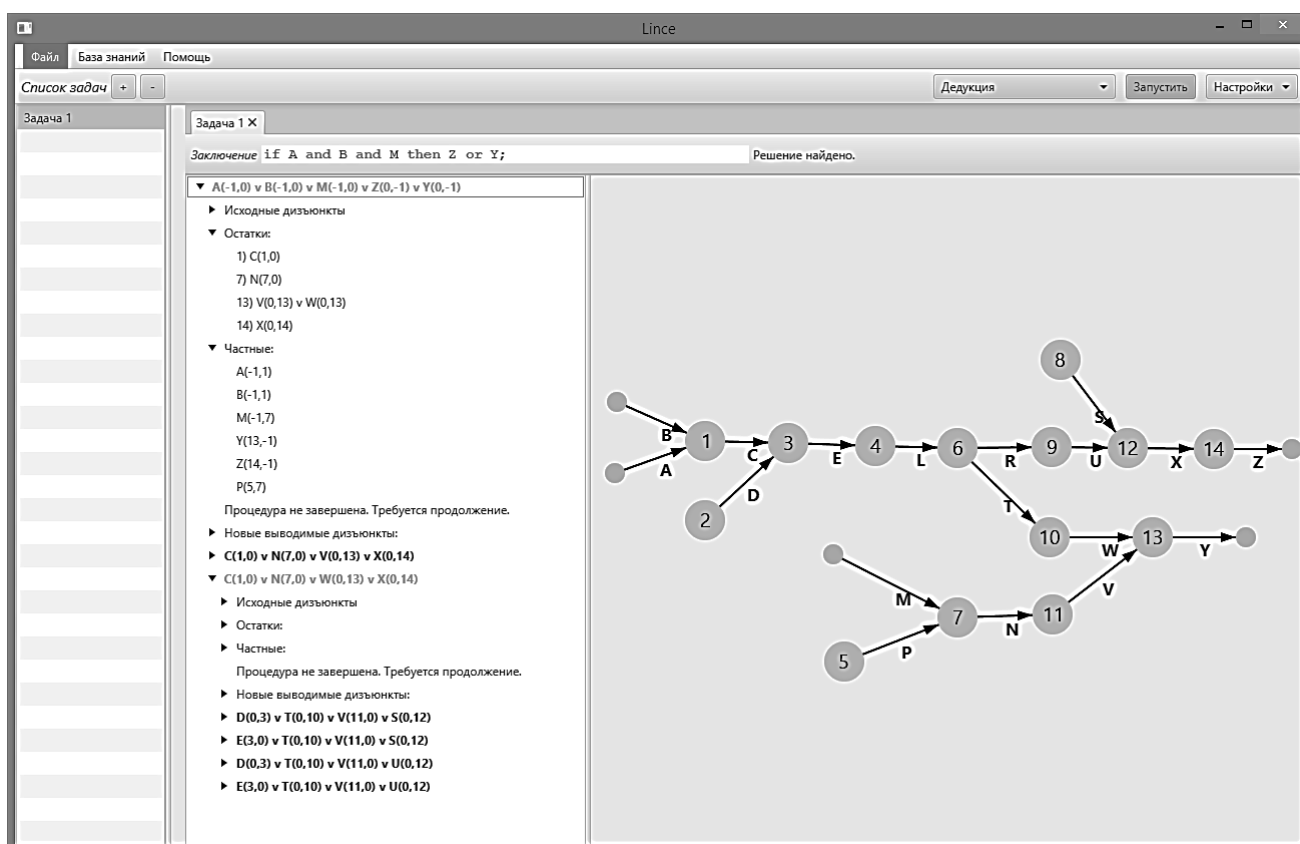 Lince
Файл База знаний Помощь
Список задач + - Дедукция Запустить Настройки
Задача 1
Задача 1 X
Заключение if A and B and M then Z or Y; Решение найдено.
A(-1,0) v B(-1,0) v M(-1,0) v Z(0,-1) v Y(0,-1)
Исходные дизъюнкты
Остатки:
1) C(1,0)
7) N(7,0)
13) V(0,13) v W(0,13)
14) X(0,14)
Частные:
A(-1,1)
B(-1,1)
M(-1,7)
Y(13,-1)
Z(14,-1)
P(5,7)
Процедура не завершена. Требуется продолжение.
Новые выводимые дизъюнкты:
C(1,0) v N(7,0) v V(0,13) v X(0,14)
C(1,0) v N(7,0) v W(0,13) v X(0,14)
Исходные дизъюнкты
Остатки:
Частные:
Процедура не завершена. Требуется продолжение.
Новые выводимые дизъюнкты:
D(0,3) v T(0,10) v V(11,0) v S(0,12)
E(3,0) v T(0,10) v V(11,0) v S(0,12)
D(0,3) v T(0,10) v V(11,0) v U(0,12)
E(3,0) v T(0,10) v V(11,0) v U(0,12)
8
S
B 1 C 3 E 4 L 6 R 9 U 12 X 14 Z
A
D
2
T
10 W 13 Y
V
M
7 N 11
P
5